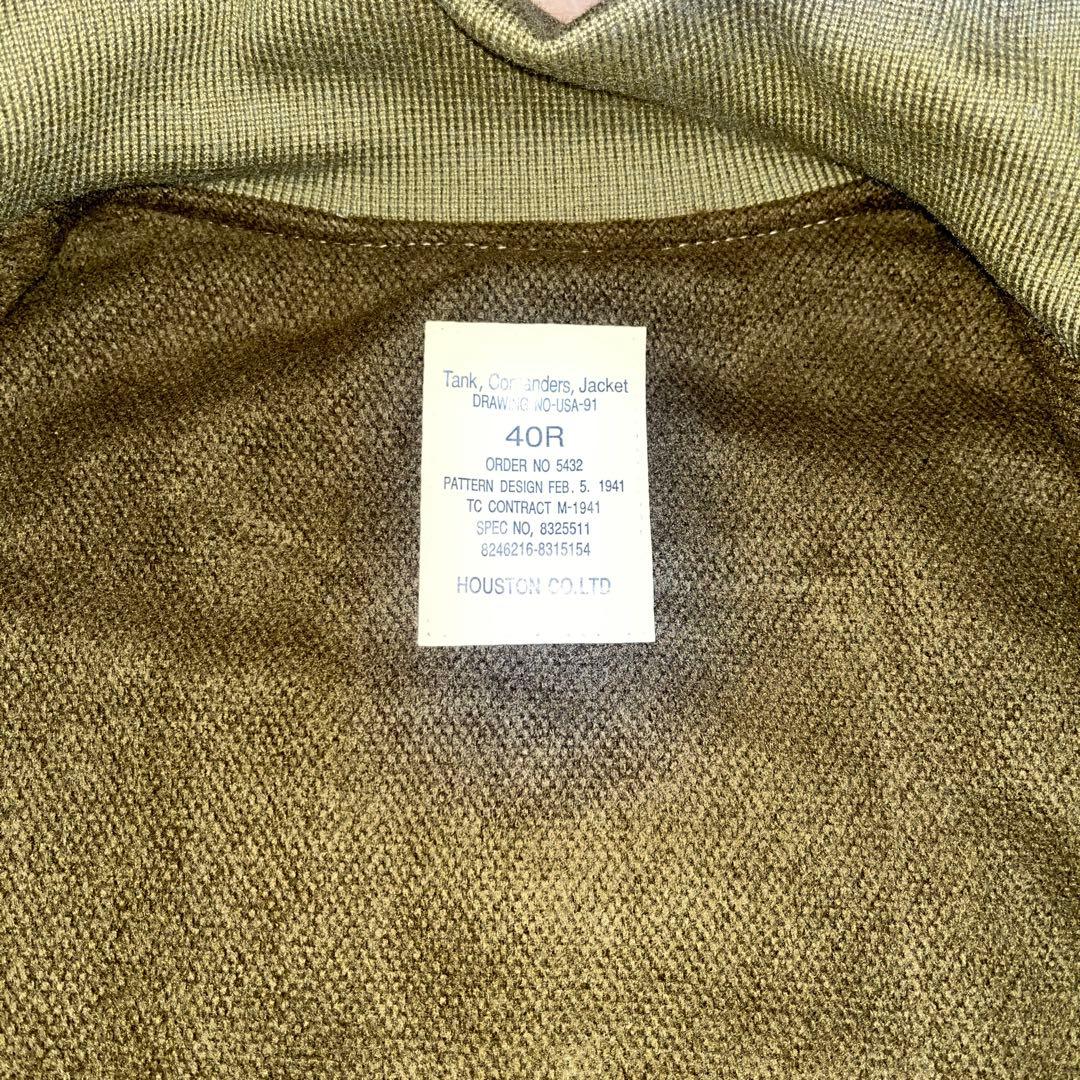 Tank, Comanders, Jacket
DRAWING NO-USA-91
40R
ORDER NO 5432
PATTERN DESIGN FEB. 5. 1941
TC CONTRACT M-1941
SPEC NO, 8325511
8246216-8315154
HOUSTON CO.LTD